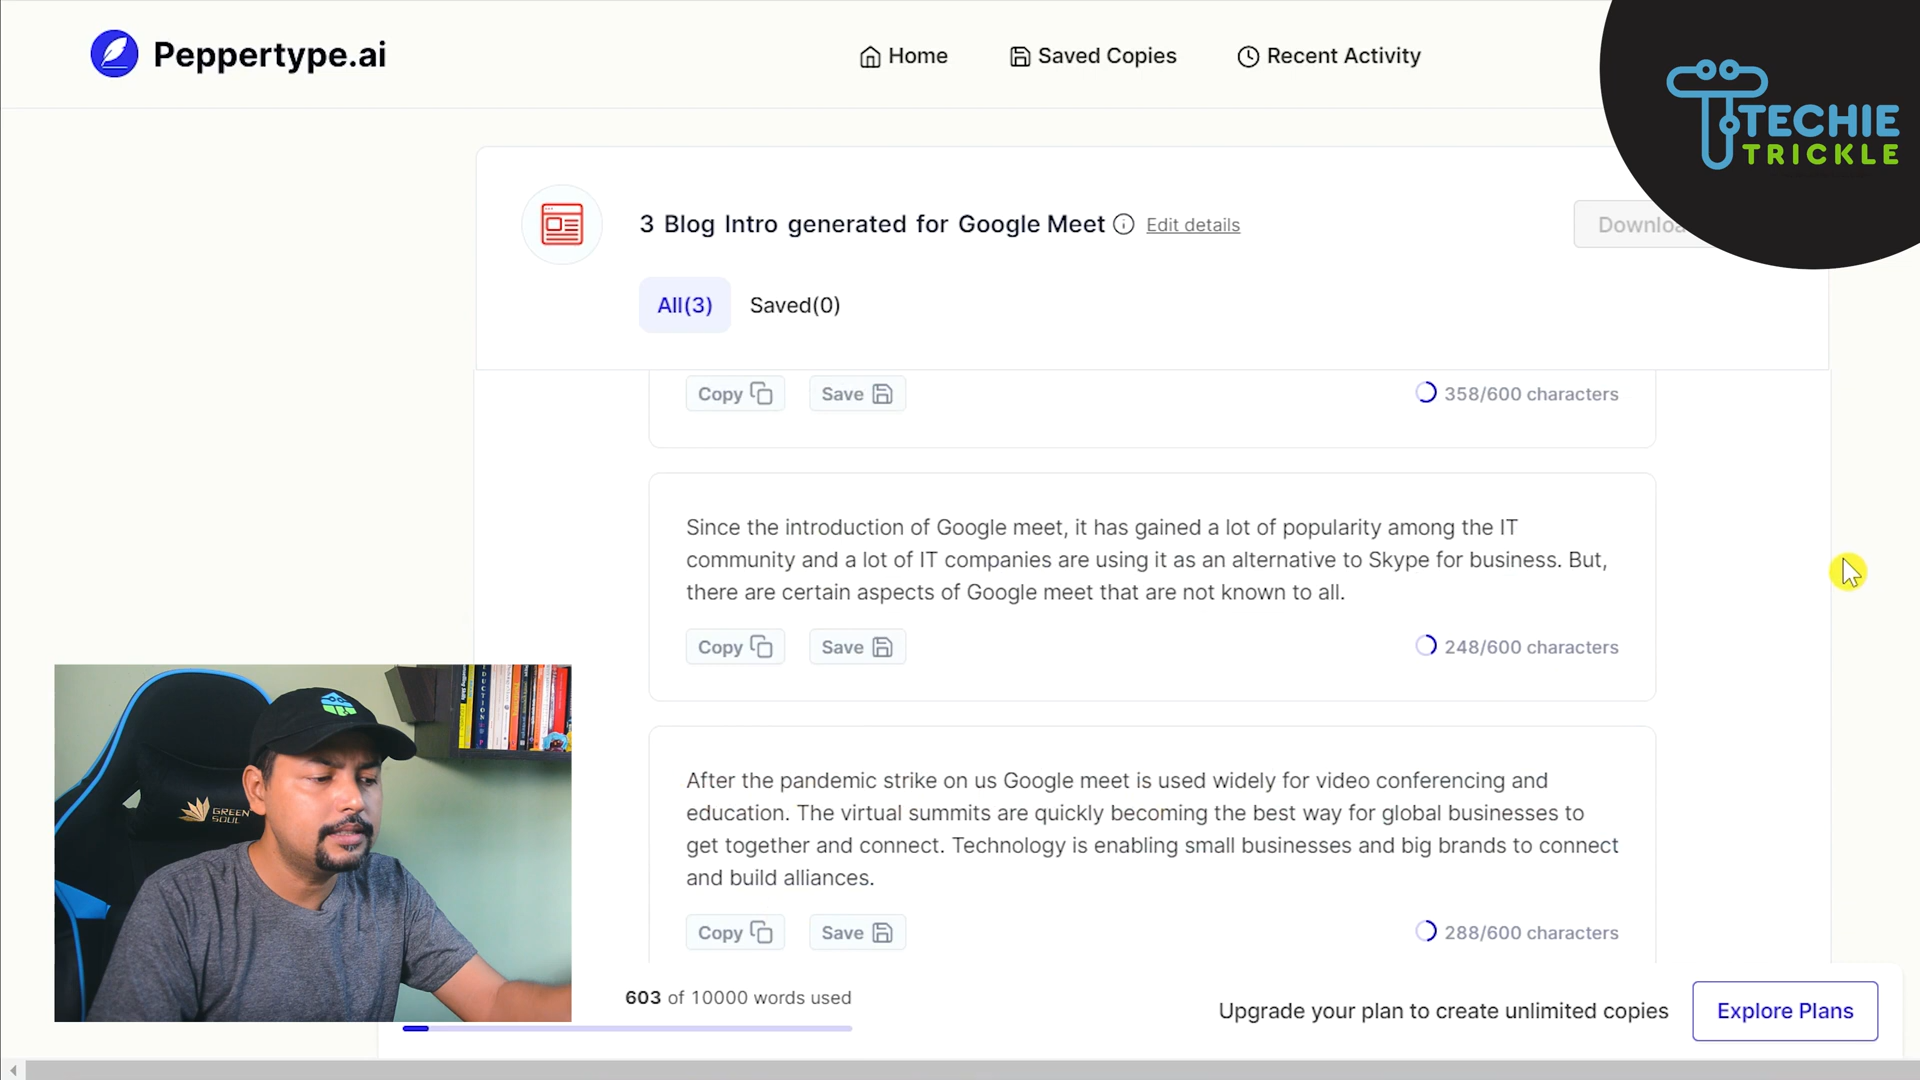 Peppertype.ai
Home
Saved Copies
Recent Activity
TECHIE
TRICKLE
3 Blog Intro generated for Google Meet
Edit details
All(3)
Saved(0)
Copy
Save
358/600 characters
Since the introduction of Google meet, it has gained a lot of popularity among the IT
community and a lot of IT companies are using it as an alternative to Skype for business. But,
there are certain aspects of Google meet that are not known to all.
Copy
Save
248/600 characters
After the pandemic strike on us Google meet is used widely for video conferencing and
education. The virtual summits are quickly becoming the best way for global businesses to
get together and connect. Technology is enabling small businesses and big brands to connect
and build alliances.
Copy
Save
288/600 characters
GREEN
SOUL
603 of 10000 words used
Upgrade your plan to create unlimited copies
Explore Plans